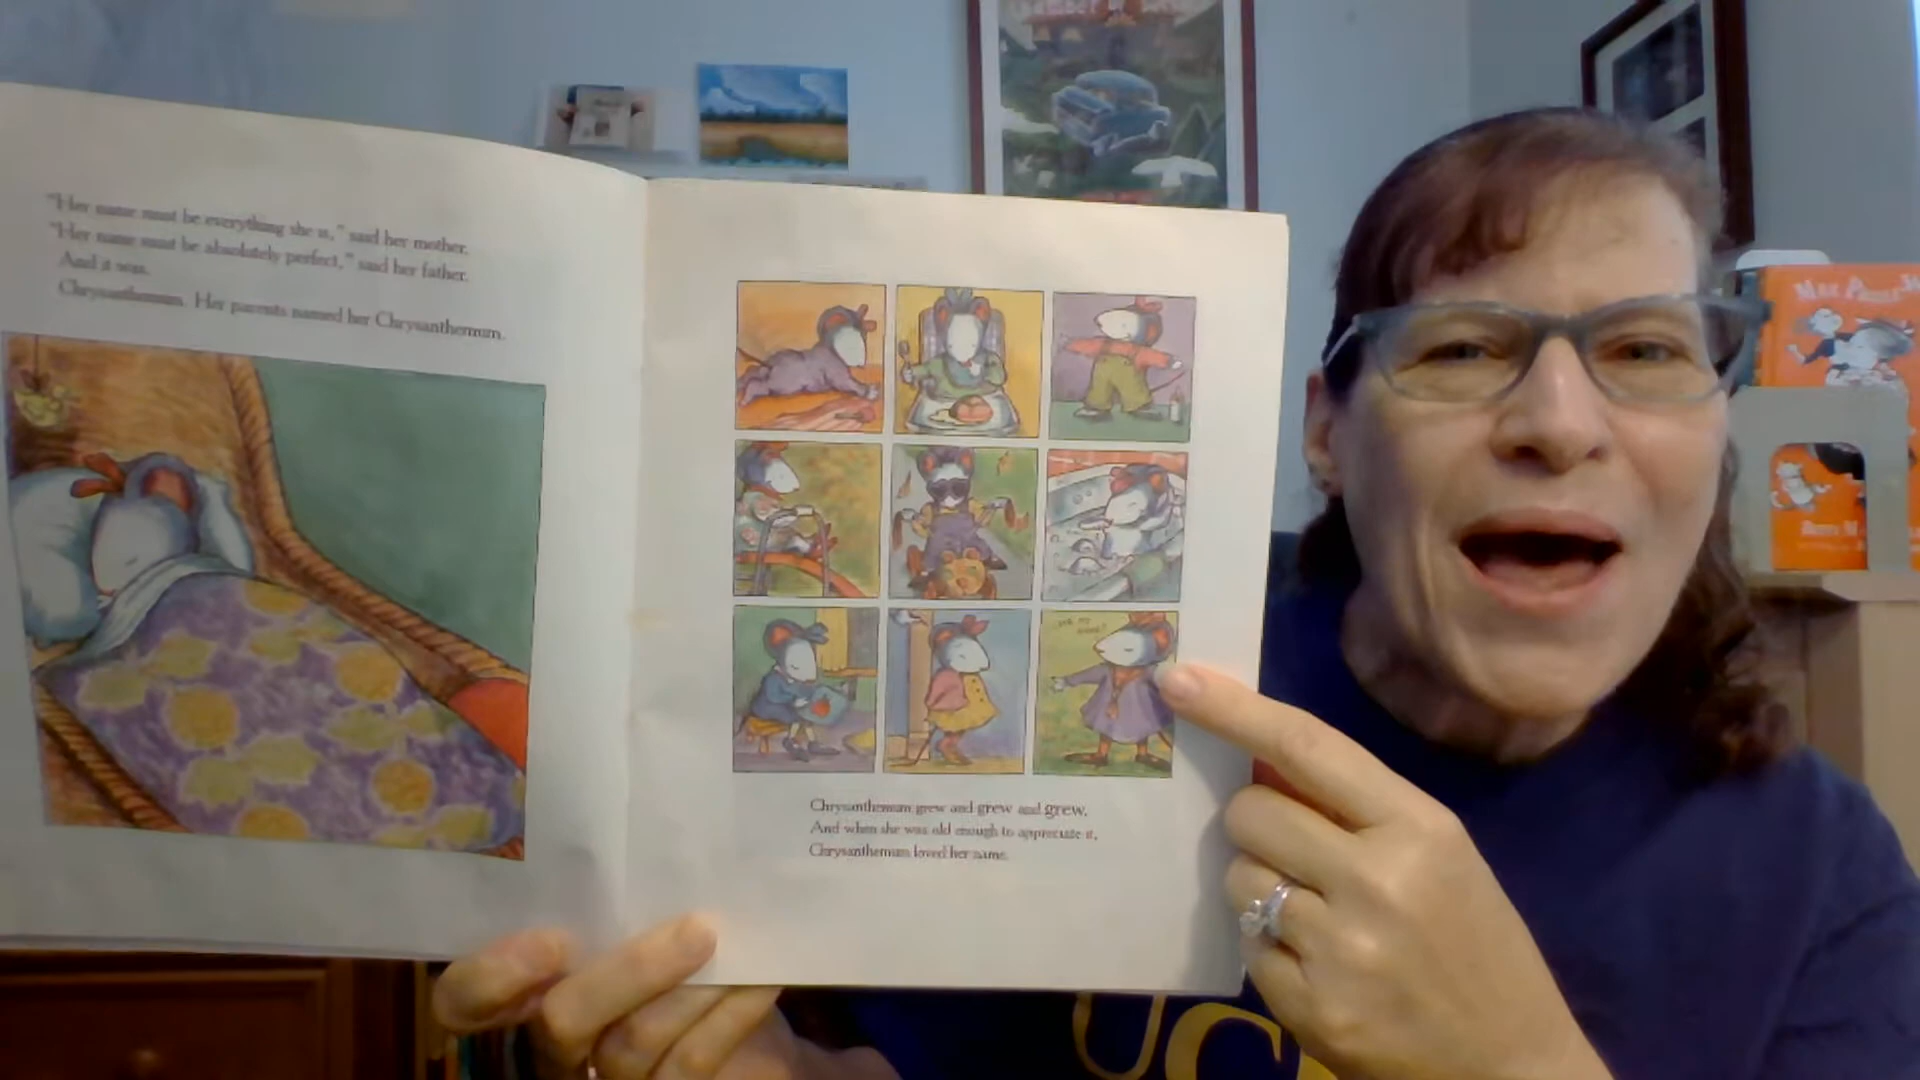 "Her name must be everything she is," said her mother.
"Her name must be absolutely perfect," said her father.
And it was.
Chrysanthemum. Her parents named her Chrysanthemum.
Chrysanthemum grew and grew and grew.
And when she was old enough to appreciate it,
Chrysanthemum loved her name.
UC